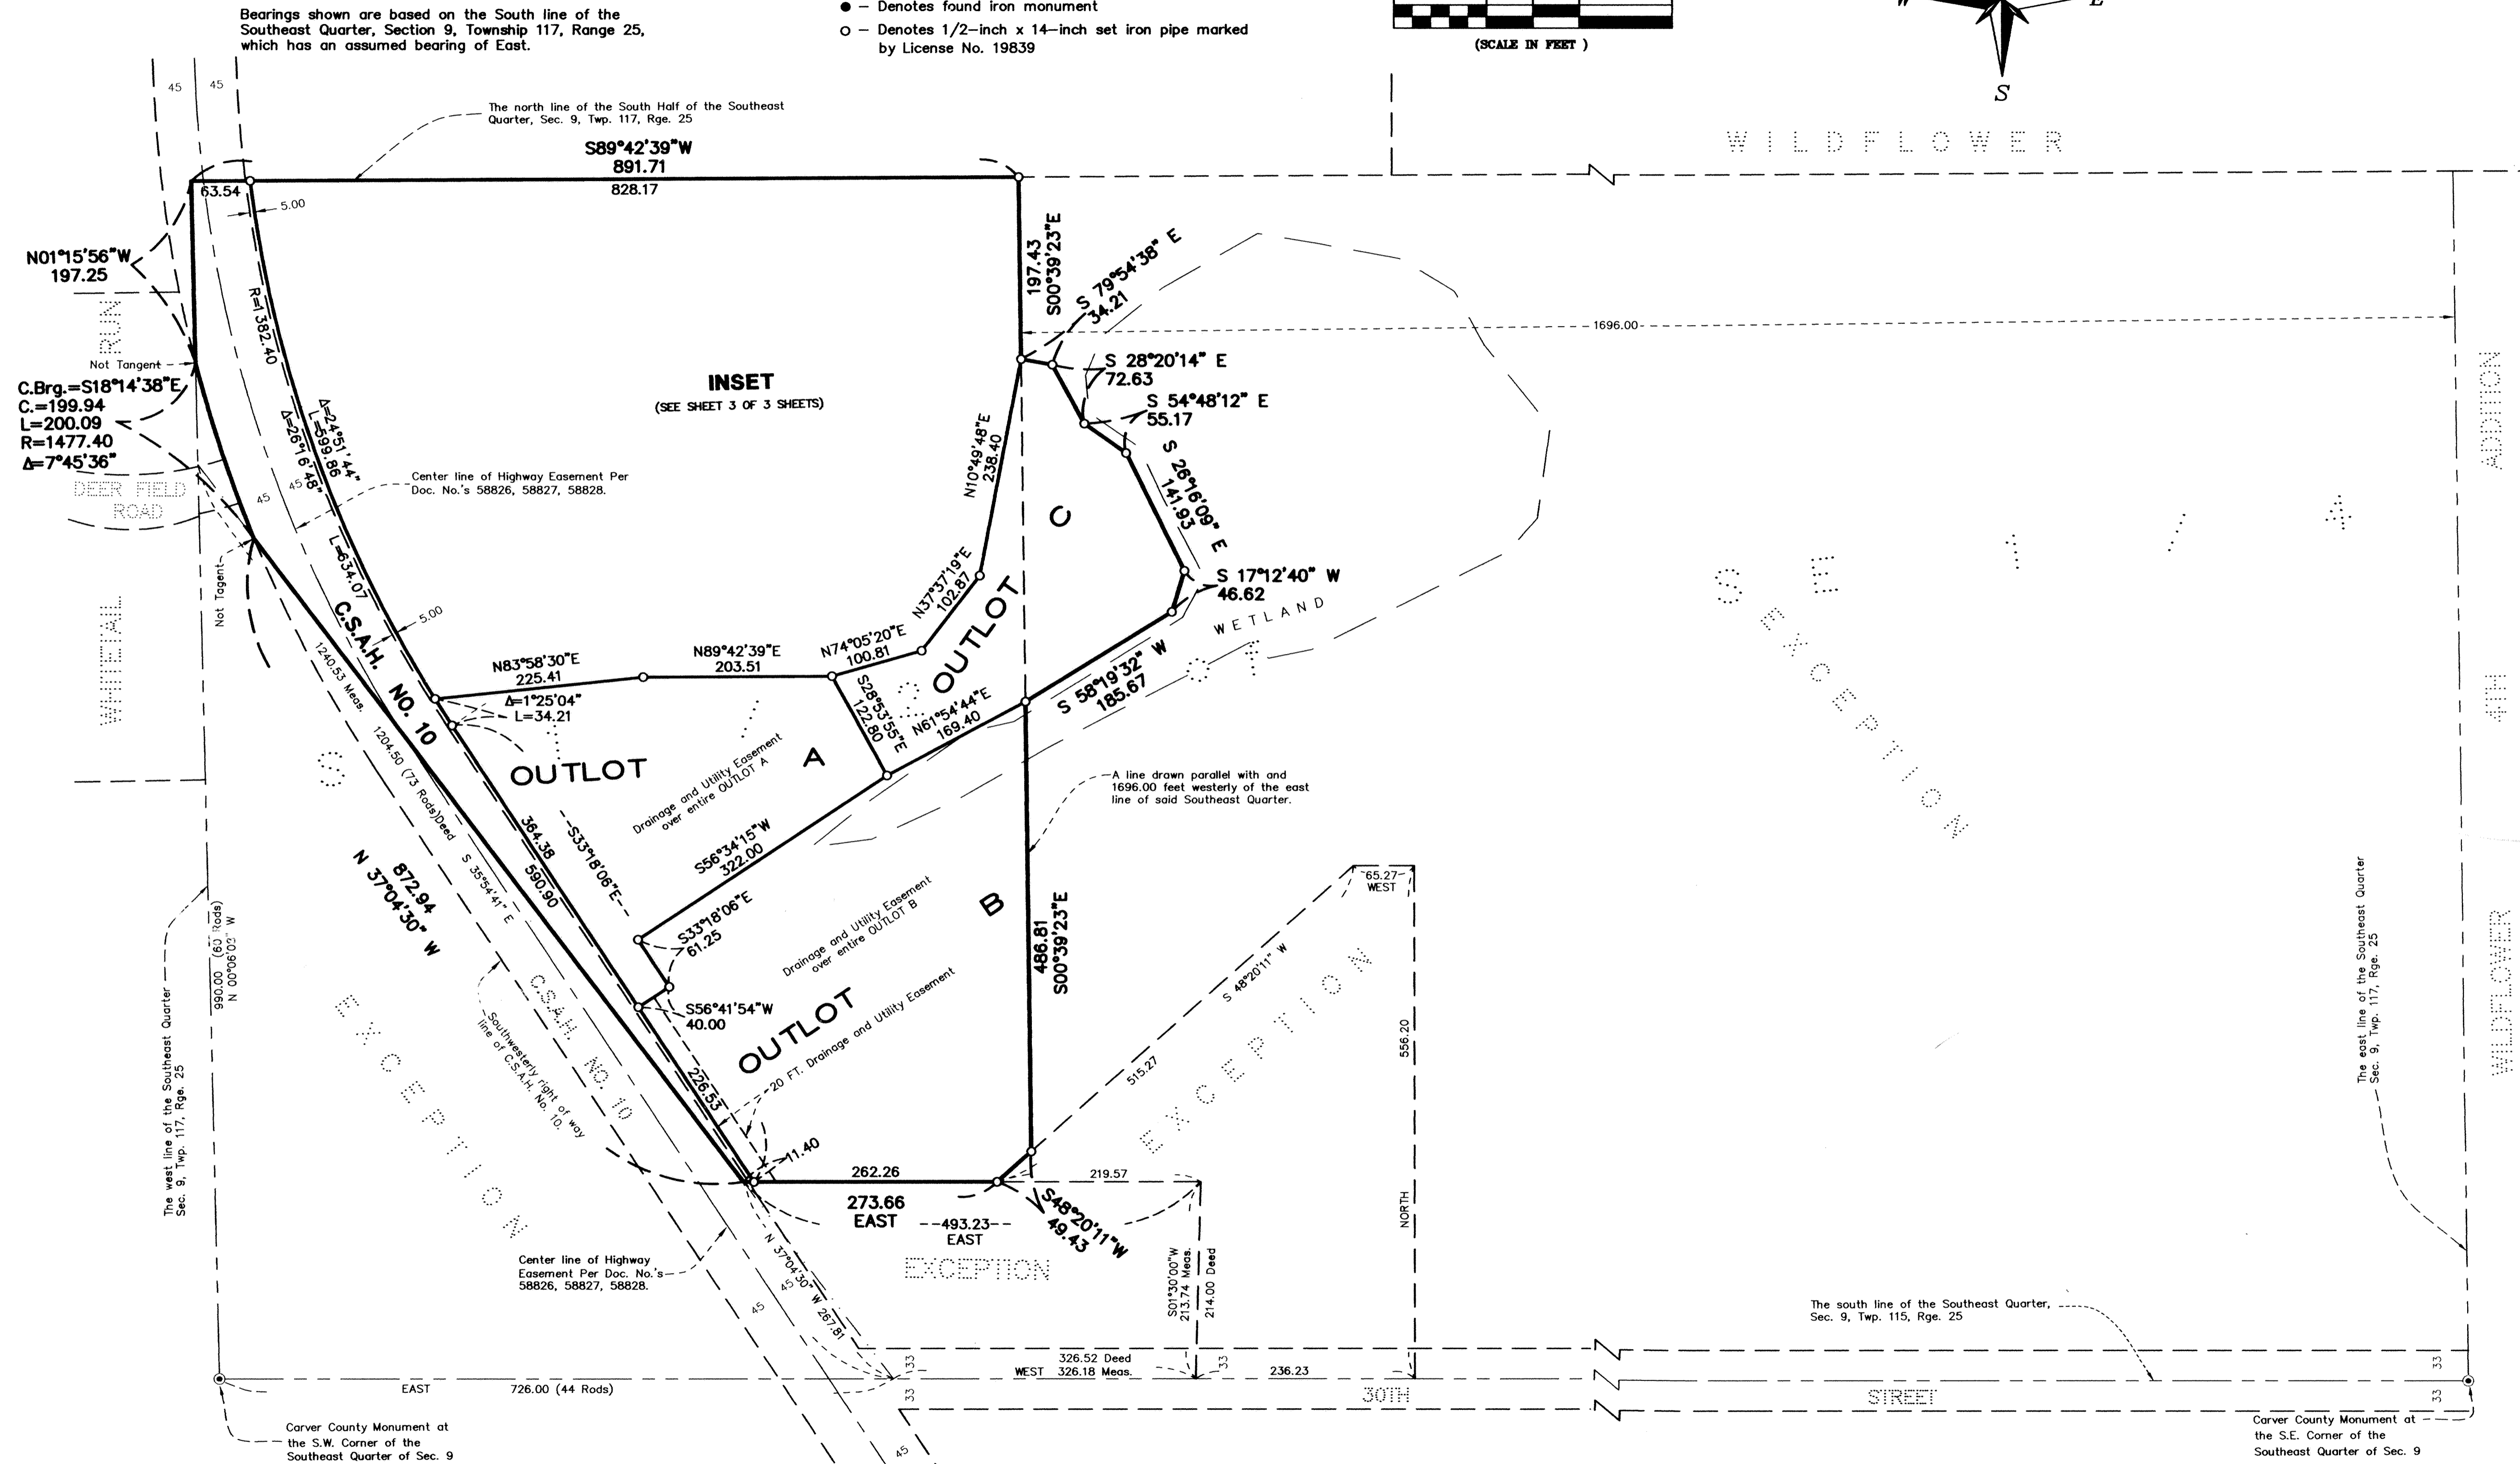 Bearings shown are based on the South line of the
Southeast Quarter, Section 9, Township 117, Range 25,
which has an assumed bearing of East.
● – Denotes found iron monument
○ – Denotes 1/2–inch x 14–inch set iron pipe marked
by License No. 19839
(SCALE IN FEET )
W
E
S
45
45
The north line of the South Half of the Southeast
Quarter, Sec. 9, Twp. 117, Rge. 25
WILDFLOWER
S89°42'39"W
891.71
63.54
828.17
5.00
N01°15'56"W
197.25
RUN
Not Tangent
C.Brg.=S18°14'38"E
C.=199.94
L=200.09
R=1477.40
Δ=7°45'36"
DEER FIELD
ROAD
R=1382.40
Δ=24°51'44"
L=599.86
Δ=26°16'48"
L=634.07
45
45
Center line of Highway Easement Per
Doc. No.'s 58826, 58827, 58828.
INSET
(SEE SHEET 3 OF 3 SHEETS)
197.43
S00°39'23"E
S 79°54'38" E
34.21
1696.00
S 28°20'14" E
72.63
S 54°48'12" E
55.17
S 26°16'09" E
141.93
S 17°12'40" W
46.62
WETLAND
S 58°19'32" W
185.67
N10°49'48"E
238.40
N37°37'19"E
102.87
N74°05'20"E
100.81
N89°42'39"E
203.51
N83°58'30"E
225.41
Δ=1°25'04"
L=34.21
S28°53'55"E
122.80
N61°54'44"E
169.40
OUTLOT
C
Not Tangent
5.00
C.S.A.H. NO. 10
WHITETAIL
1240.53 Meas.
1204.50 (73 Rods)Deed
S 35°54'41" E
OUTLOT
A
Drainage and Utility Easement
over entire OUTLOT A
364.38
590.90
S33°18'06"E
S56°34'15"W
322.00
S33°18'06"E
61.25
S56°41'54"W
40.00
Drainage and Utility Easement
over entire OUTLOT B
OUTLOT
B
20 FT. Drainage and Utility Easement
226.53
11.40
A line drawn parallel with and
1696.00 feet westerly of the east
line of said Southeast Quarter.
486.81
S00°39'23"E
872.94
N 37°04'30" W
990.00 (60 Rods)
N 00°06'03" W
The west line of the Southeast Quarter
Sec. 9, Twp. 117, Rge. 25
EXCEPTION
Southwesterly right of way
line of C.S.A.H. No. 10.
C.S.A.H. NO. 10
262.26
273.66
EAST
493.23
EAST
EXCEPTION
S48°20'11"W
49.43
219.57
515.27
S 48°20'11" W
EXCEPTION
65.27
WEST
556.20
NORTH
S01°30'00"W
213.74 Meas.
214.00 Deed
Center line of Highway
Easement Per Doc. No.'s
58826, 58827, 58828.
N 37°04'30" W 267.81
45
45
45
SE 1/4
EXCEPTION
ADDITION
4TH
WILDFLOWER
The east line of the Southeast Quarter
Sec. 9, Twp. 117, Rge. 25
The south line of the Southeast Quarter,
Sec. 9, Twp. 115, Rge. 25
33
33
33
33
33
326.52 Deed
WEST 326.18 Meas.
236.23
EAST
726.00 (44 Rods)
30TH
STREET
Carver County Monument at
the S.W. Corner of the
Southeast Quarter of Sec. 9
Carver County Monument at
the S.E. Corner of the
Southeast Quarter of Sec. 9